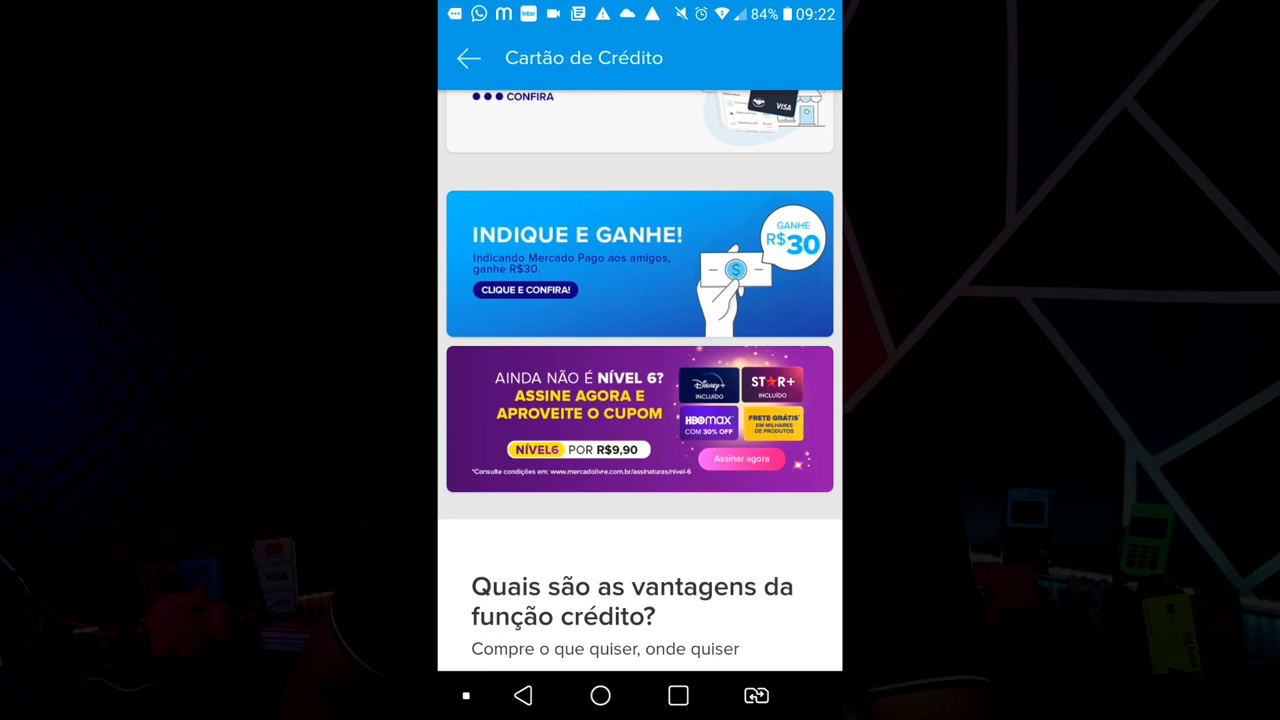 inter
84%
09:22
Cartão de Crédito
CONFIRA
VISA
INDIQUE E GANHE!
Indicando Mercado Pago aos amigos,
ganhe R$30.
CLIQUE E CONFIRA!
GANHE
R$30
$
AINDA NÃO É NÍVEL 6?
ASSINE AGORA E
APROVEITE O CUPOM
NÍVEL6 POR R$9,90
*Consulte condições em: www.mercadolivre.com.br/assinaturas/nivel-6
Disney+
INCLUÍDO
STAR+
INCLUÍDO
HBOmax
COM 30% OFF
FRETE GRÁTIS*
EM MILHARES
DE PRODUTOS
Assinar agora
Quais são as vantagens da
função crédito?
Compre o que quiser, onde quiser
VISA
elo